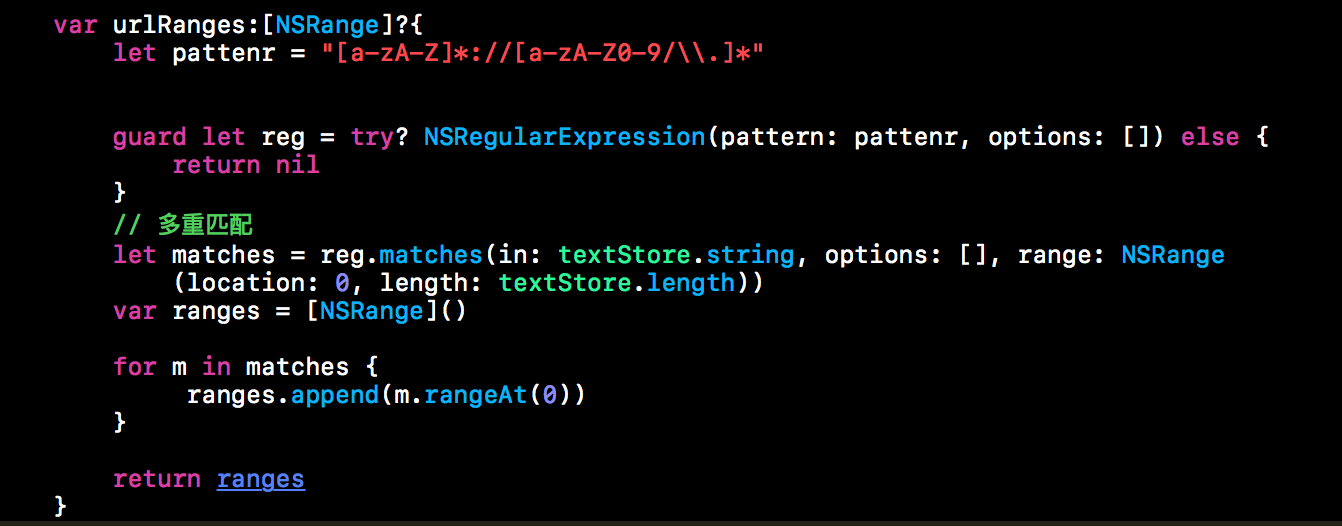 var urlRanges:[NSRange]?{
let pattenr = "[a-zA-Z]*://[a-zA-Z0-9/\\.]*"
guard let reg = try? NSRegularExpression(pattern: pattenr, options: []) else {
return nil
}
// 多重匹配
let matches = reg.matches(in: textStore.string, options: [], range: NSRange
(location: 0, length: textStore.length))
var ranges = [NSRange]()
for m in matches {
ranges.append(m.rangeAt(0))
}
return ranges
}